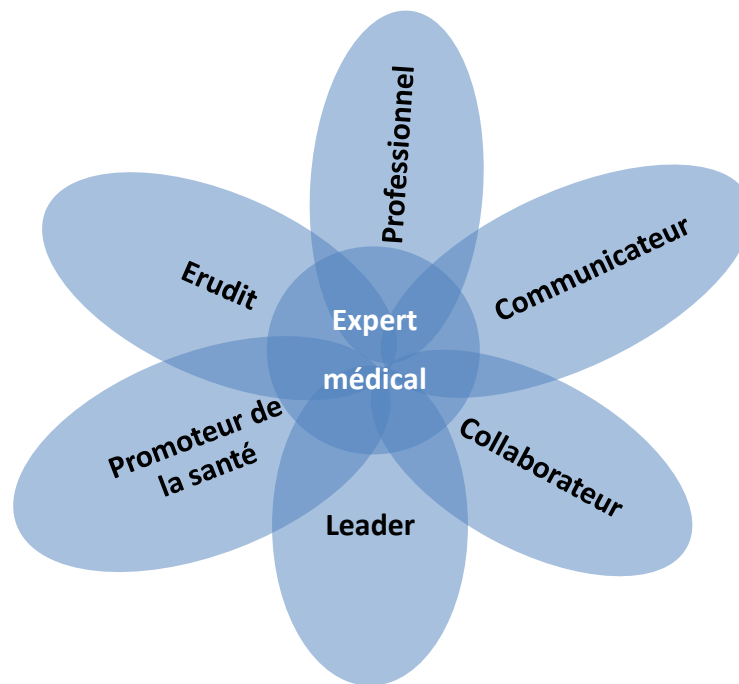 Professionnel
Communicateur
Erudit
Expert
médical
Promoteur de
la santé
Collaborateur
Leader